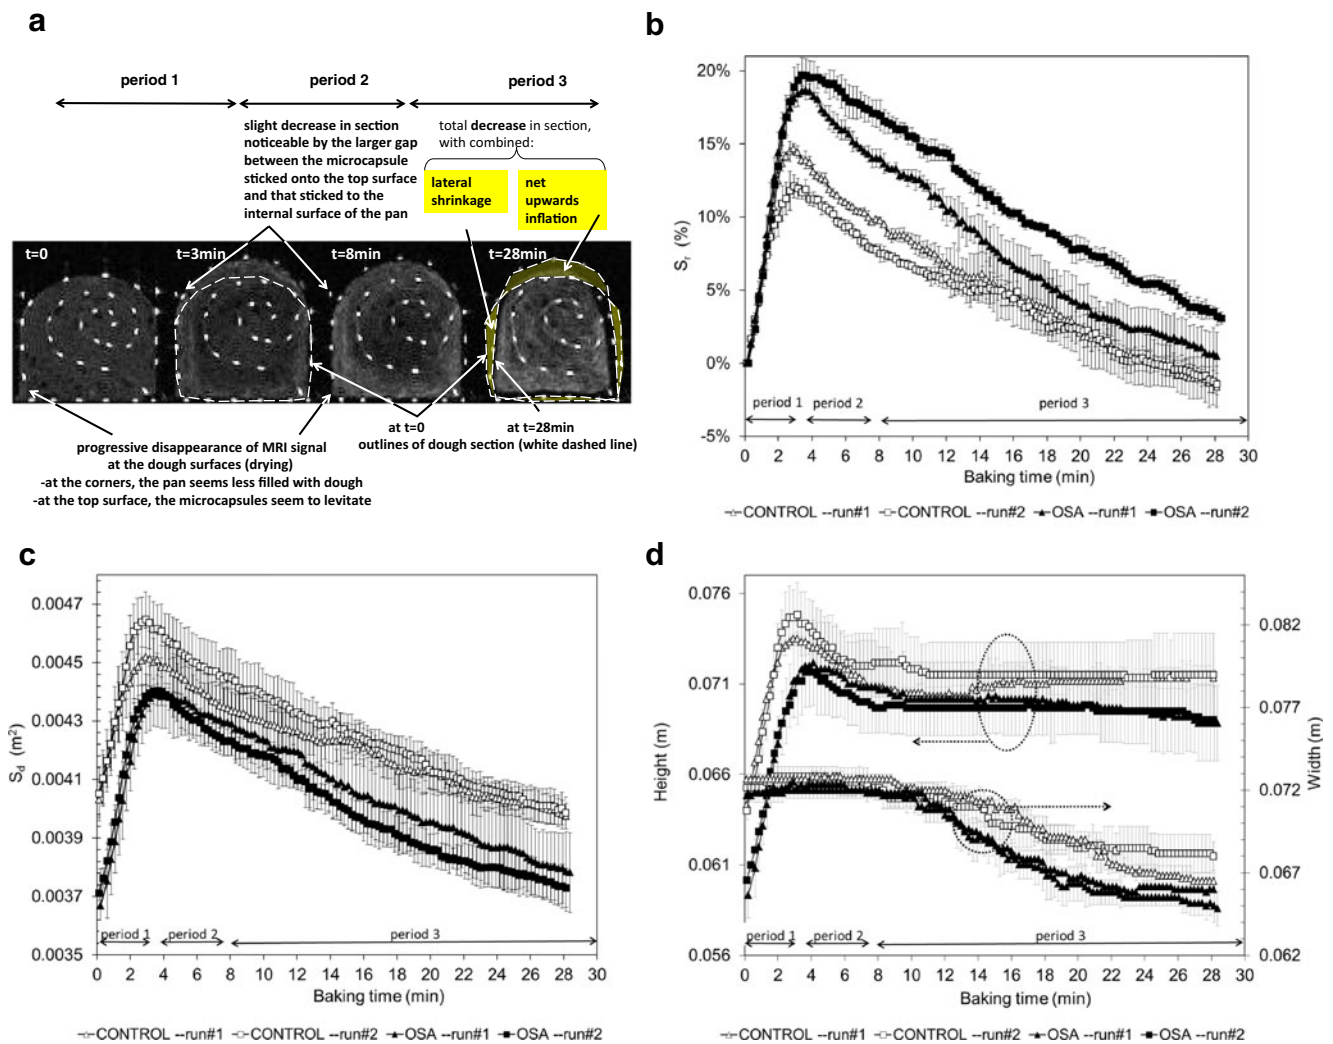 a
period 1
period 2
period 3
slight decrease in section
noticeable by the larger gap
between the microcapsule
sticked onto the top surface
and that sticked to the
internal surface of the pan
total decrease in section,
with combined:
lateral
shrinkage
net
upwards
inflation
t=0
t=3min
t=8min
t=28min
progressive disappearance of MRI signal
at the dough surfaces (drying)
-at the corners, the pan seems less filled with dough
-at the top surface, the microcapsules seem to levitate
at t=0
outlines of dough section (white dashed line)
at t=28min
b
20%
15%
10%
5%
0%
-5%
Sr (%)
period 1
period 2
period 3
0 2 4 6 8 10 12 14 16 18 20 22 24 26 28 30
Baking time (min)
CONTROL --run#1 CONTROL --run#2 OSA --run#1 OSA --run#2
c
0.0047
0.0045
0.0043
0.0041
0.0039
0.0037
0.0035
Sd (m²)
period 1
period 2
period 3
0 2 4 6 8 10 12 14 16 18 20 22 24 26 28 30
Baking time (min)
CONTROL --run#1 CONTROL --run#2 OSA --run#1 OSA --run#2
d
0.076
0.071
0.066
0.061
0.056
Height (m)
0.082
0.077
0.072
0.067
0.062
Width (m)
period 1
period 2
period 3
0 2 4 6 8 10 12 14 16 18 20 22 24 26 28 30
Baking time (min)
CONTROL --run#1 CONTROL --run#2 OSA --run#1 OSA --run#2